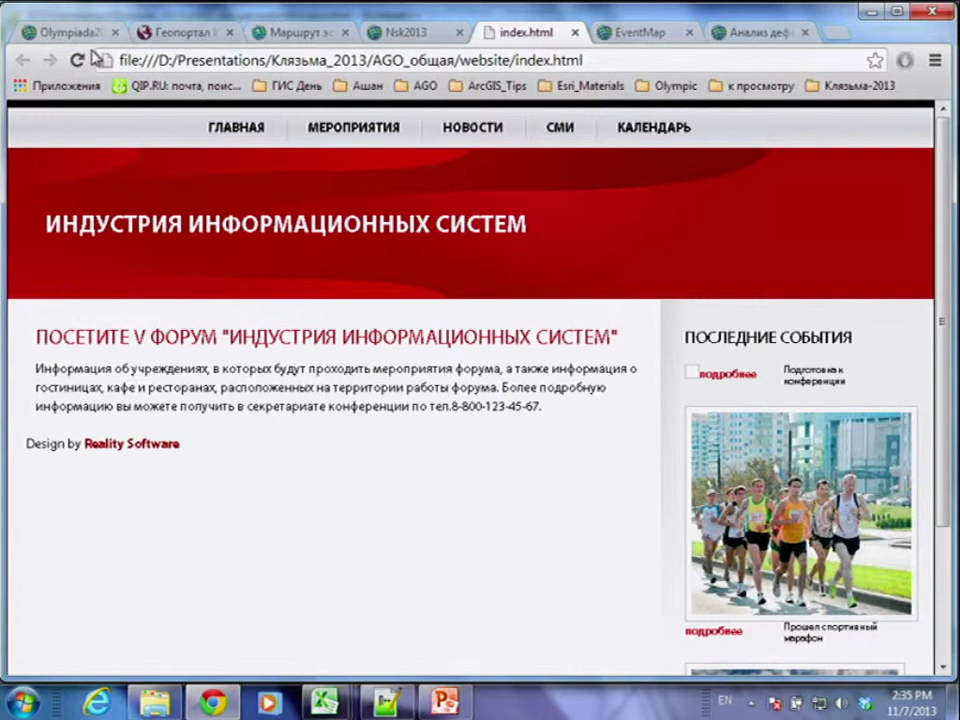 Olympiada2
Геопортал
Маршрут эс
Nsk2013
index.html
EventMap
Анализ деф
file:///D:/Presentations/Клязьма_2013/AGO_общая/website/index.html
Приложения
QIP.RU: почта, поис...
ГИС День
Ашан
AGO
ArcGIS_Tips
Esri_Materials
Olympic
к просмотру
Клязьма-2013
ГЛАВНАЯ
МЕРОПРИЯТИЯ
НОВОСТИ
СМИ
КАЛЕНДАРЬ
ИНДУСТРИЯ ИНФОРМАЦИОННЫХ СИСТЕМ
ПОСЕТИТЕ V ФОРУМ "ИНДУСТРИЯ ИНФОРМАЦИОННЫХ СИСТЕМ"
Информация об учреждениях, в которых будут проходить мероприятия форума, а также информация о
гостиницах, кафе и ресторанах, расположенных на территории работы форума. Более подробную
информацию вы можете получить в секретариате конференции по тел.8-800-123-45-67.
Design by Reality Software
ПОСЛЕДНИЕ СОБЫТИЯ
подробнее
Подготовка к
конференции
подробнее
Прошел спортивный
марафон
EN
2:35 PM
11/7/2013